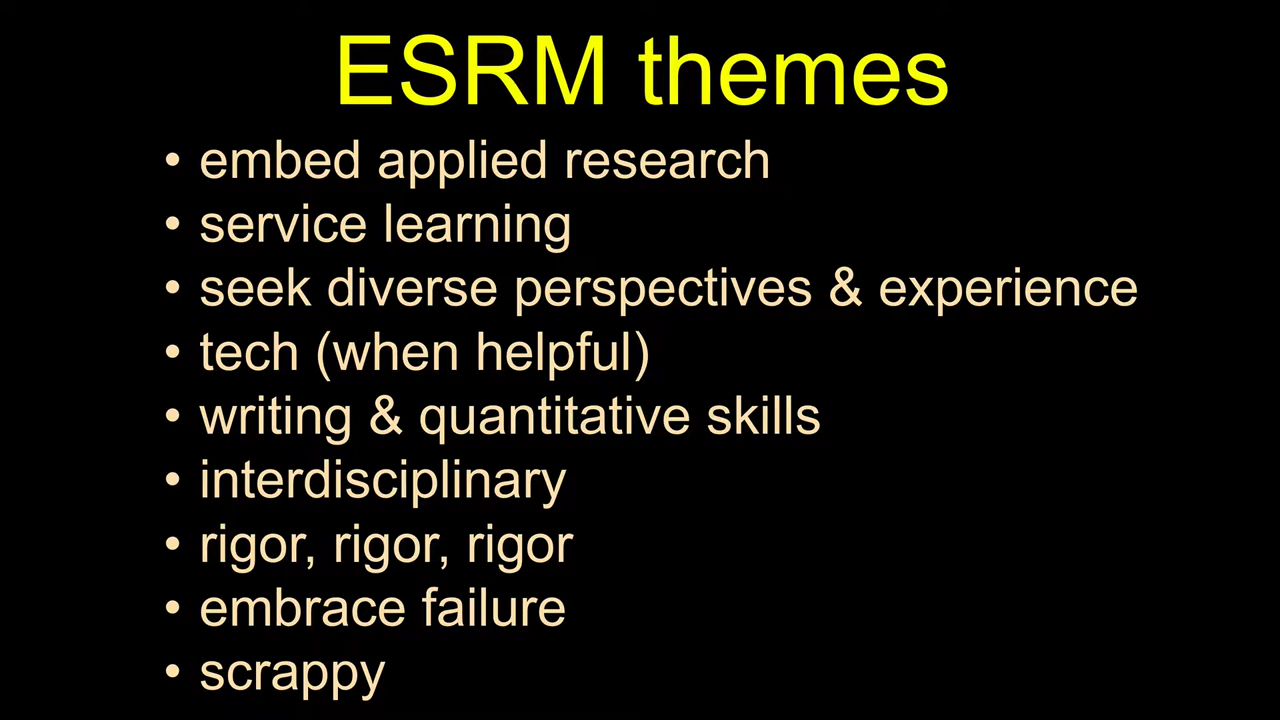 ESRM themes
• embed applied research
• service learning
• seek diverse perspectives & experience
• tech (when helpful)
• writing & quantitative skills
• interdisciplinary
• rigor, rigor, rigor
• embrace failure
• scrappy